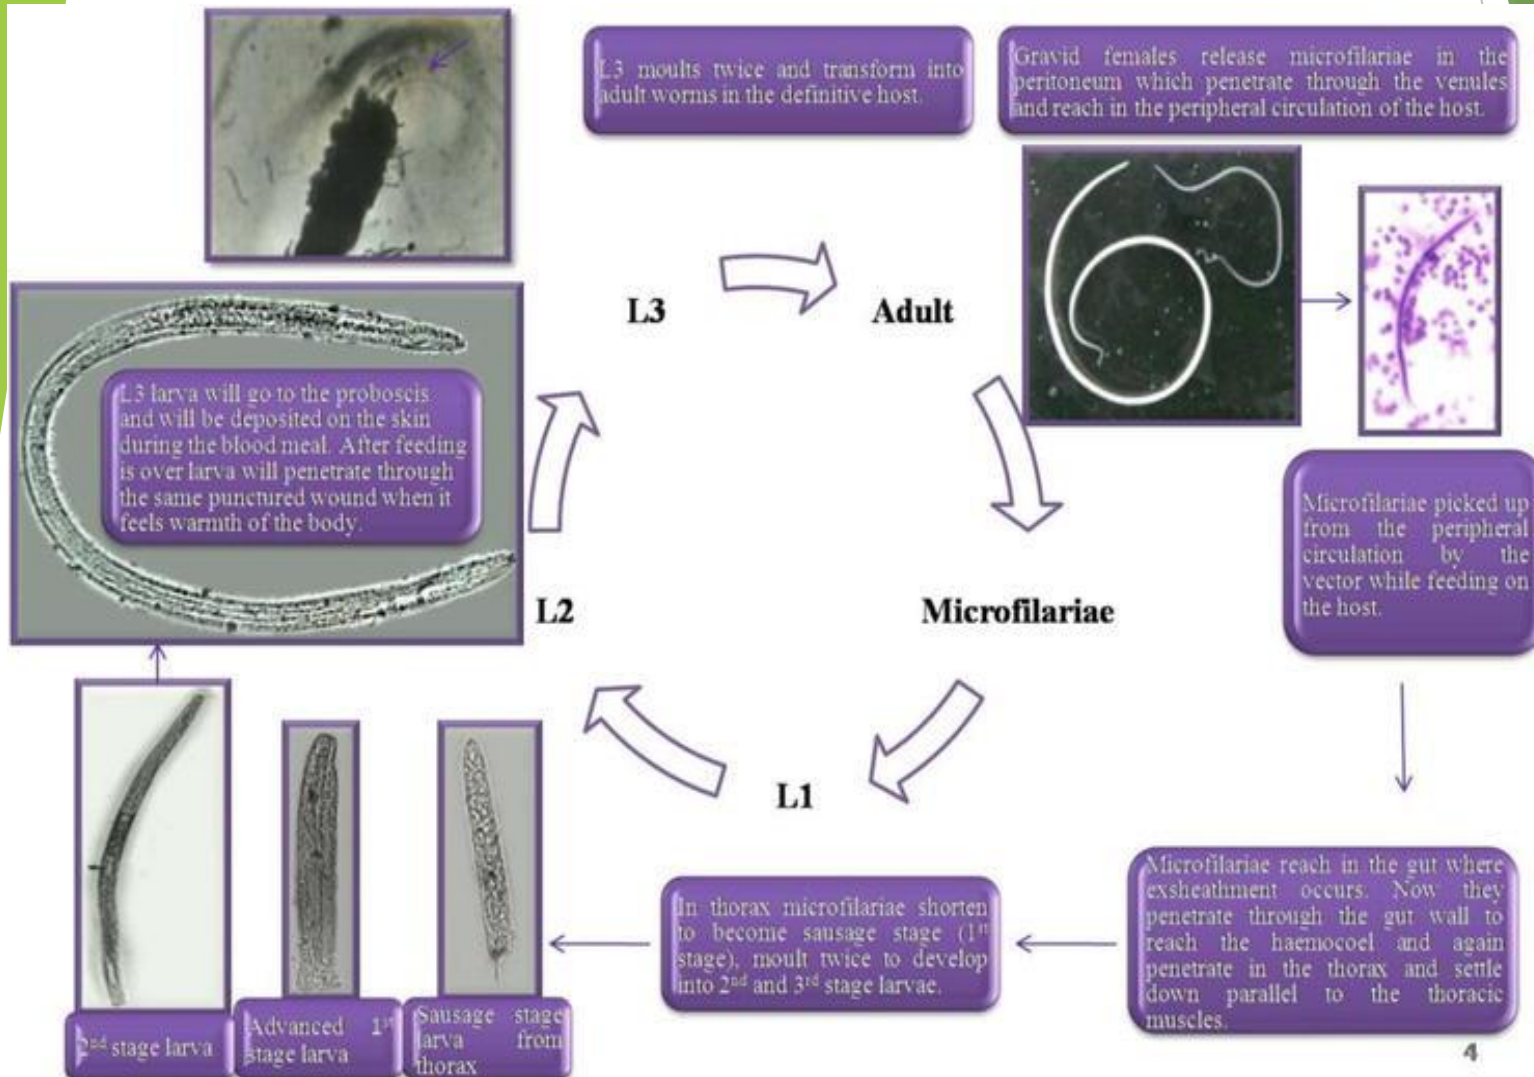 L3 moults twice and transform into
adult worms in the definitive host.
Gravid females release microfilariae in the
peritoneum which penetrate through the venules
and reach in the peripheral circulation of the host.
L3
Adult
L3 larva will go to the proboscis
and will be deposited on the skin
during the blood meal. After feeding
is over larva will penetrate through
the same punctured wound when it
feels warmth of the body.
Microfilariae picked up
from the peripheral
circulation by the
vector while feeding on
the host.
L2
Microfilariae
L1
Microfilariae reach in the gut where
exsheathment occurs. Now they
penetrate through the gut wall to
reach the haemocoel and again
penetrate in the thorax and settle
down parallel to the thoracic
muscles.
In thorax microfilariae shorten
to become sausage stage (1st
stage), moult twice to develop
into 2nd and 3rd stage larvae.
2nd stage larva
Advanced 1st
stage larva
Sausage stage
larva from
thorax
4